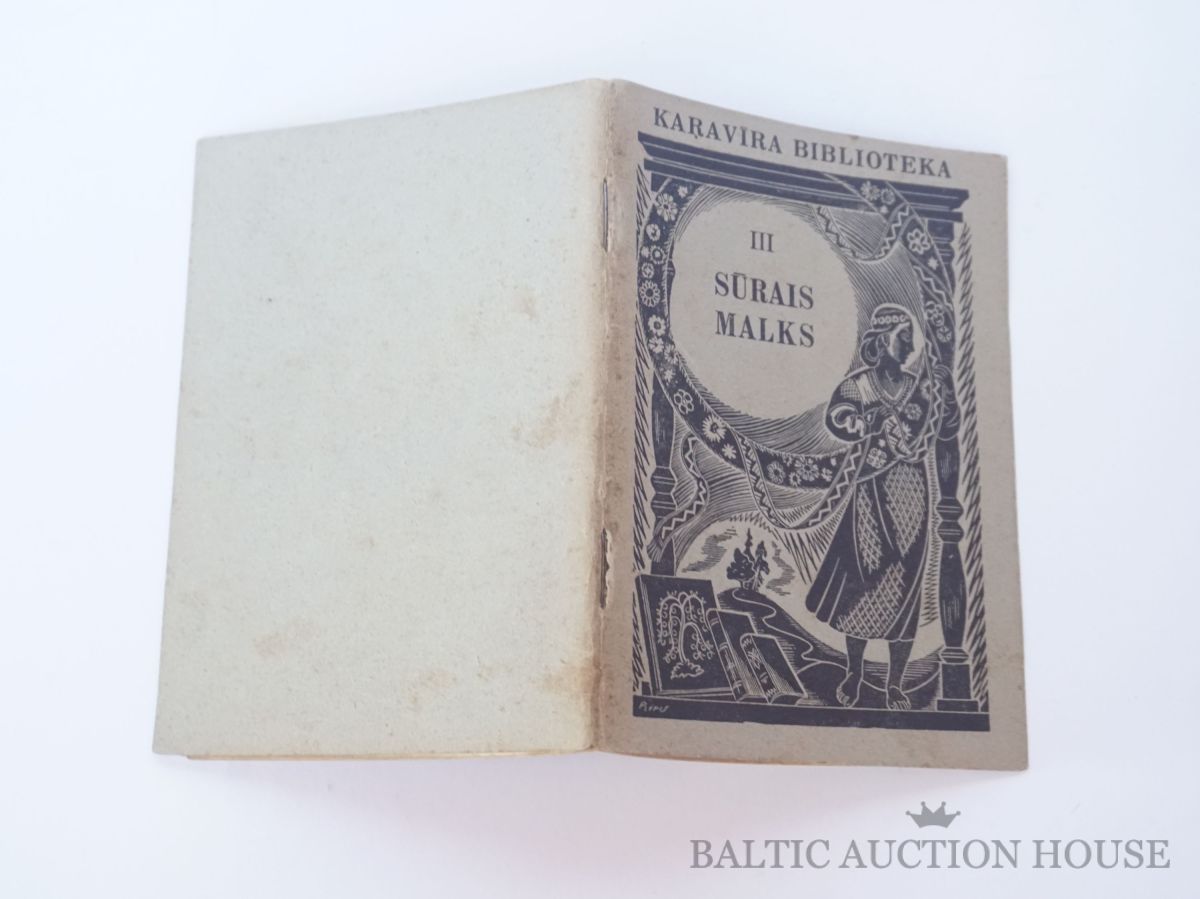 KAŖAVĪRA BIBLIOTEKA
III
SŪRAIS
MALKS
BALTIC AUCTION HOUSE